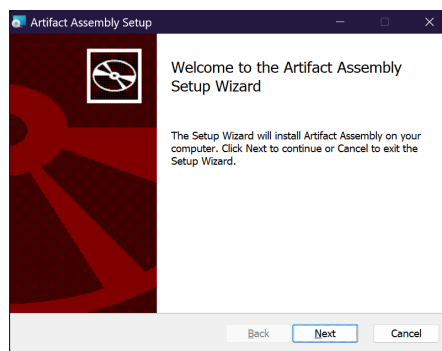 Artifact Assembly Setup
Welcome to the Artifact Assembly
Setup Wizard
The Setup Wizard will install Artifact Assembly on your
computer. Click Next to continue or Cancel to exit the
Setup Wizard.
Back Next Cancel